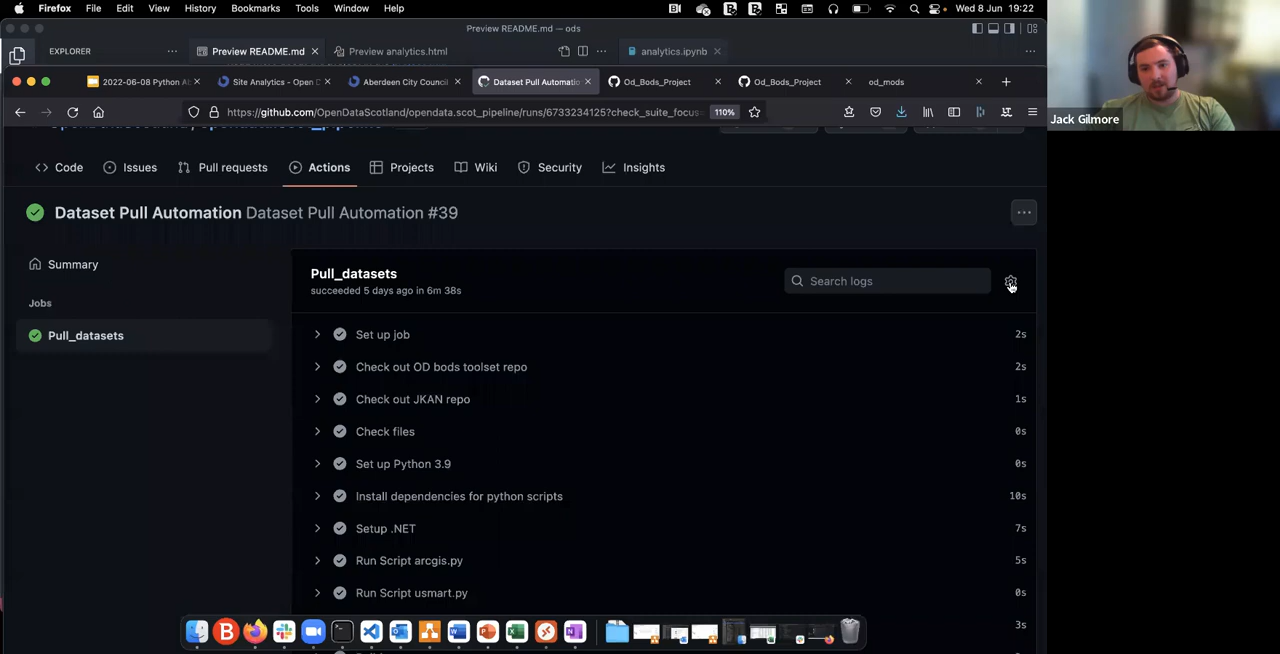 Firefox File Edit View History Bookmarks Tools Window Help Wed 8 Jun 19:22
Preview README.md — ods
EXPLORER ··· Preview README.md Preview analytics.html ··· analytics.ipynb ···
2022-06-08 Python Ab Site Analytics - Open D Aberdeen City Council Dataset Pull Automatio Od_Bods_Project Od_Bods_Project od_mods
https://github.com/OpenDataScotland/opendata.scot_pipeline/runs/6733234125?check_suite_focus= 110%
Jack Gilmore
Code Issues Pull requests Actions Projects Wiki Security Insights
Dataset Pull Automation Dataset Pull Automation #39
Summary
Jobs
Pull_datasets
Pull_datasets
succeeded 5 days ago in 6m 38s
Search logs
Set up job 2s
Check out OD bods toolset repo 2s
Check out JKAN repo 1s
Check files 0s
Set up Python 3.9 0s
Install dependencies for python scripts 10s
Setup .NET 7s
Run Script arcgis.py 5s
Run Script usmart.py 0s
3s